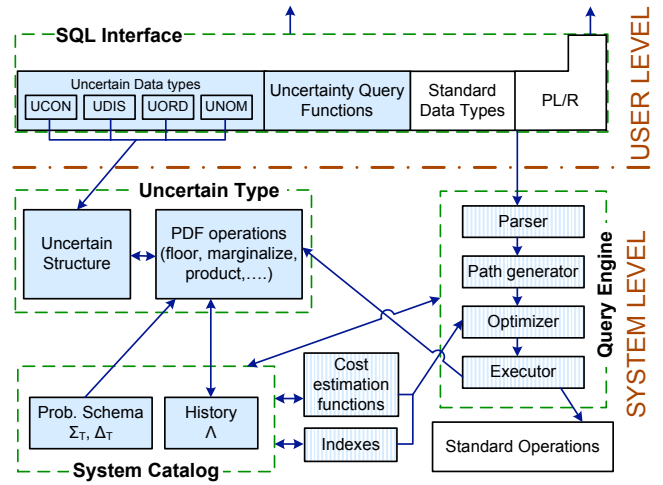 SQL Interface
Uncertain Data types
UCON UDIS UORD UNOM
Uncertainty Query
Functions
Standard
Data Types
PL/R
USER LEVEL
Uncertain Type
Uncertain
Structure
PDF operations
(floor, marginalize,
product,....)
Parser
Path generator
Optimizer
Executor
Query Engine
SYSTEM LEVEL
Cost
estimation
functions
Indexes
Prob. Schema
ΣT, ΔT
History
Λ
System Catalog
Standard Operations